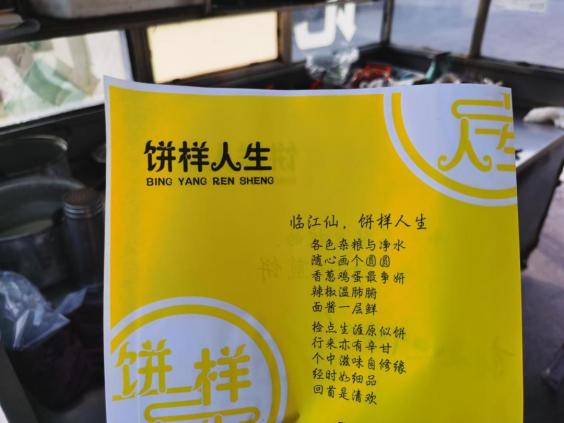 饼样人生
BING YANG REN SHENG
人生
临江仙，饼样人生
各色杂粮与净水
随心画个圆圆
香葱鸡蛋最争妍
辣椒温肺腑
面酱一层鲜
检点生涯原似饼
行来亦有辛甘
个中滋味自修缘
经时如细品
回首是清欢
饼样